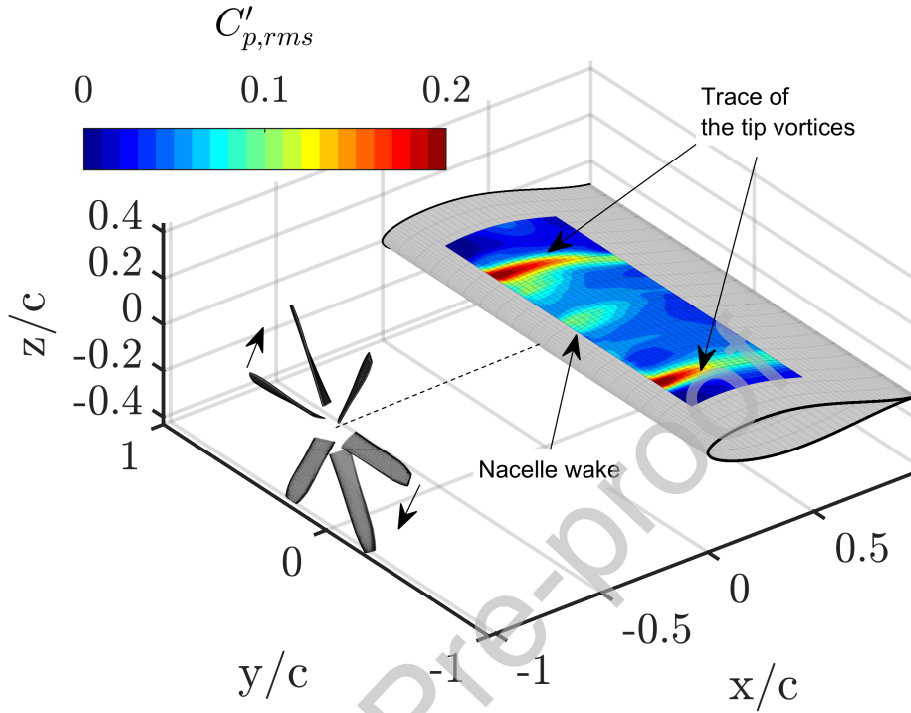 C′p,rms
0 0.1 0.2
Trace of
the tip vortices
0.4
0.2
0
-0.2
-0.4
z/c
1
0
-1
y/c
Nacelle wake
-1
-0.5
0
0.5
x/c
Pre-proof